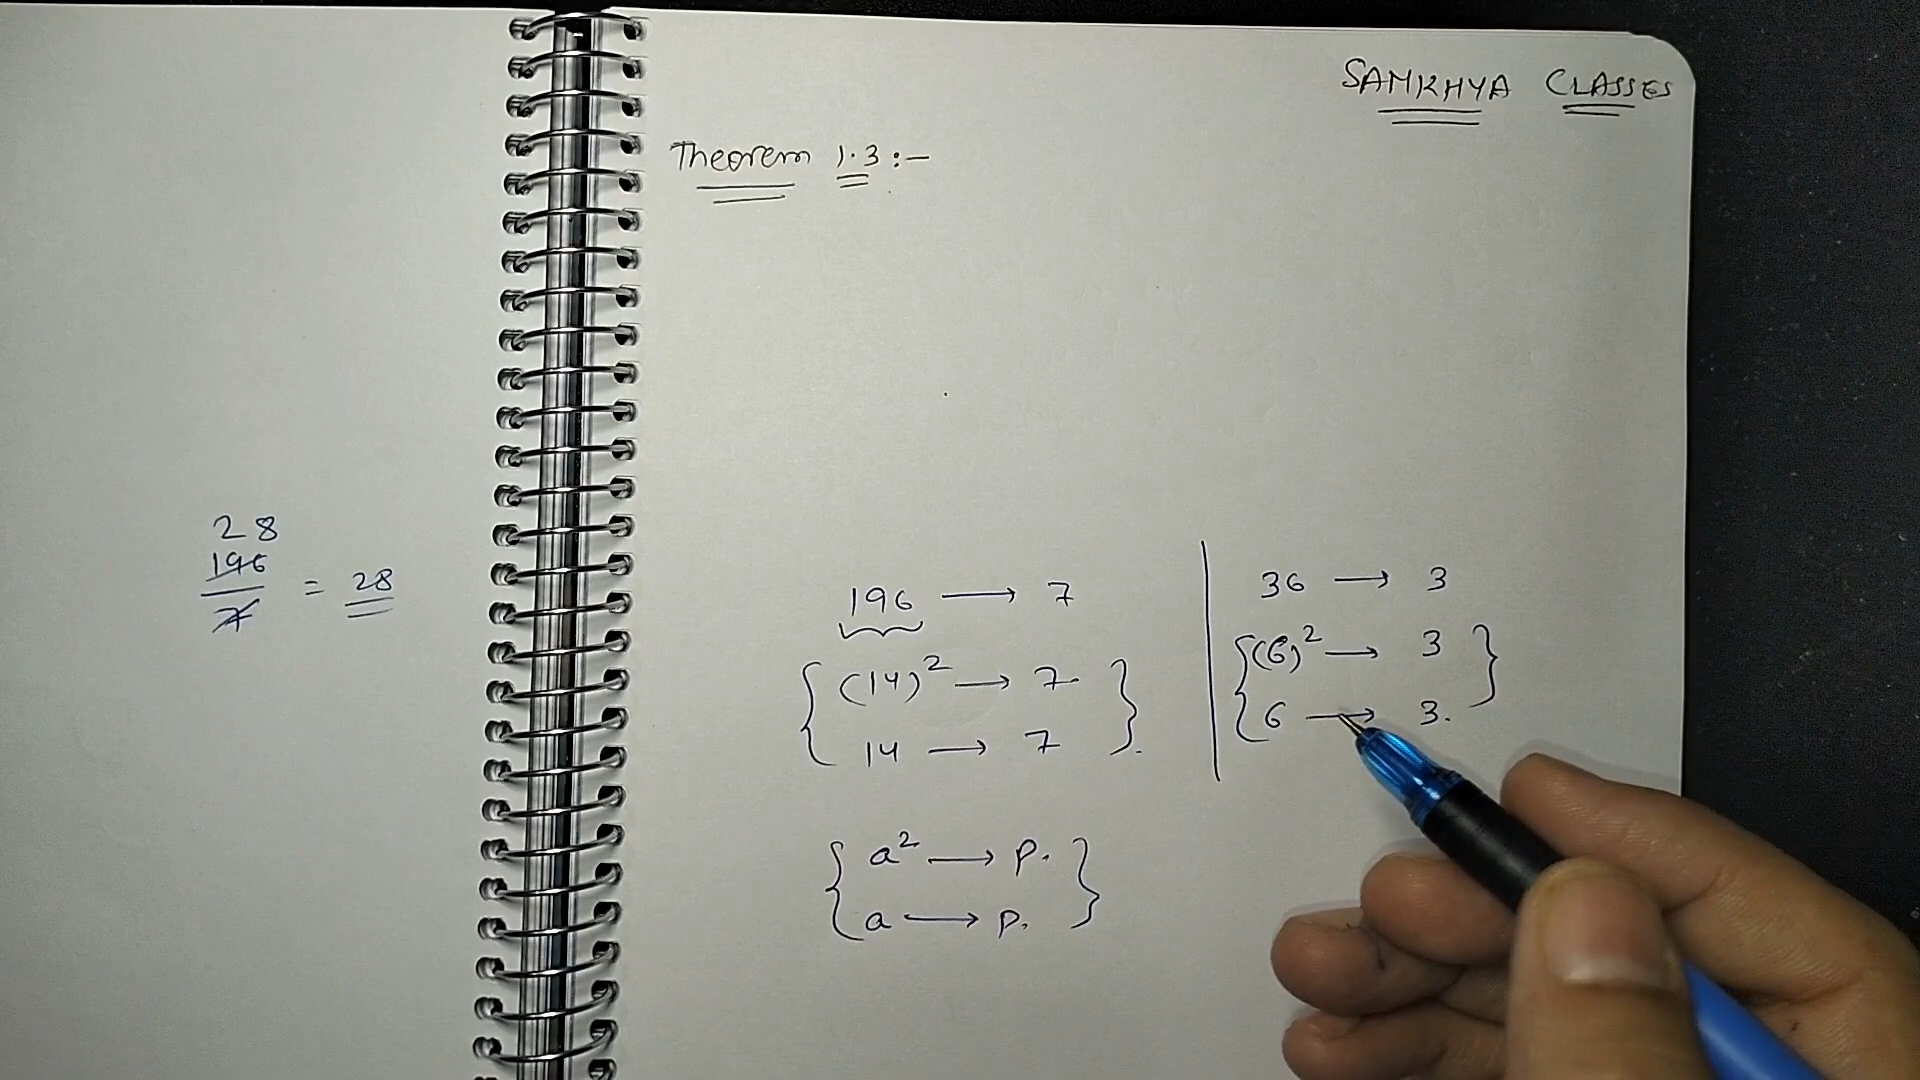 SAMKHYA CLASSES
Theorem 1.3 :-
28
196
7
= 28
196 → 7
(14)² → 7.
14 → 7
36 → 3
(6)² → 3
6 → 3.
a² → p.
a → p.